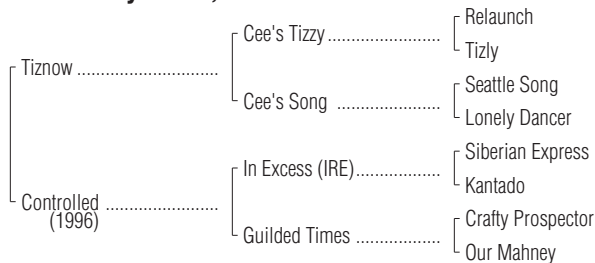 Relaunch
Cee's Tizzy ........................
Tizly
Tiznow ..............................
Seattle Song
Cee's Song ......................
Lonely Dancer
Siberian Express
In Excess (IRE)..................
Kantado
Controlled ........................
(1996)
Crafty Prospector
Guilded Times ..................
Our Mahney